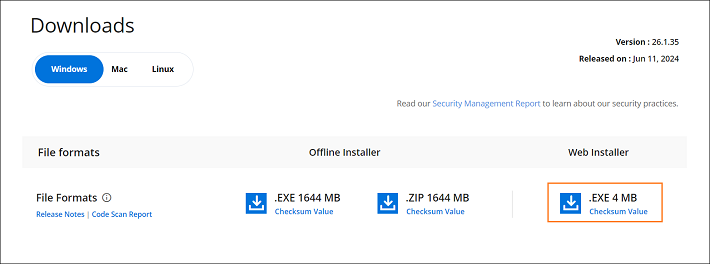 Downloads
Version : 26.1.35
Windows Mac Linux
Released on : Jun 11, 2024
Read our Security Management Report to learn about our security practices.
File formats Offline Installer Web Installer
File Formats .EXE 1644 MB .ZIP 1644 MB .EXE 4 MB
Release Notes | Code Scan Report Checksum Value Checksum Value Checksum Value